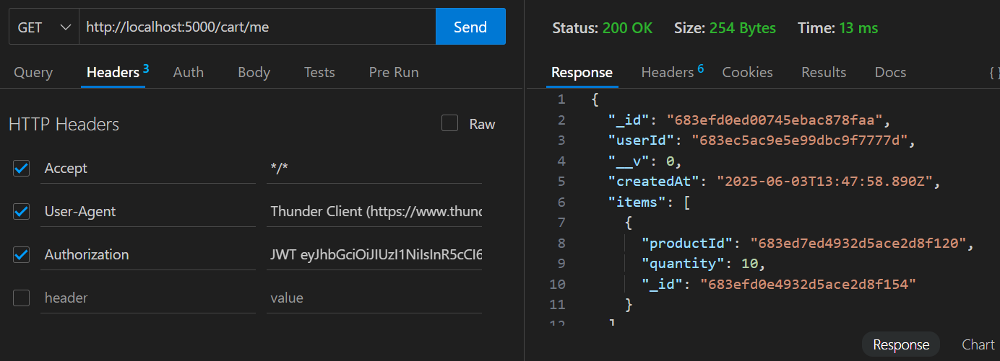 GET
http://localhost:5000/cart/me
Send
Query
Headers 3
Auth
Body
Tests
Pre Run
HTTP Headers
Raw
Accept
*/*
User-Agent
Thunder Client (https://www.thund
Authorization
JWT eyJhbGciOiJIUzI1NiIsInR5cCI6
header
value
Status: 200 OK Size: 254 Bytes Time: 13 ms
Response
Headers 6
Cookies
Results
Docs
{ }
1 {
2 "_id": "683efd0ed00745ebac878faa",
3 "userId": "683ec5ac9e5e99dbc9f7777d",
4 "__v": 0,
5 "createdAt": "2025-06-03T13:47:58.890Z",
6 "items": [
7 {
8 "productId": "683ed7ed4932d5ace2d8f120",
9 "quantity": 10,
10 "_id": "683efd0e4932d5ace2d8f154"
11 }
12 ]
Response
Chart